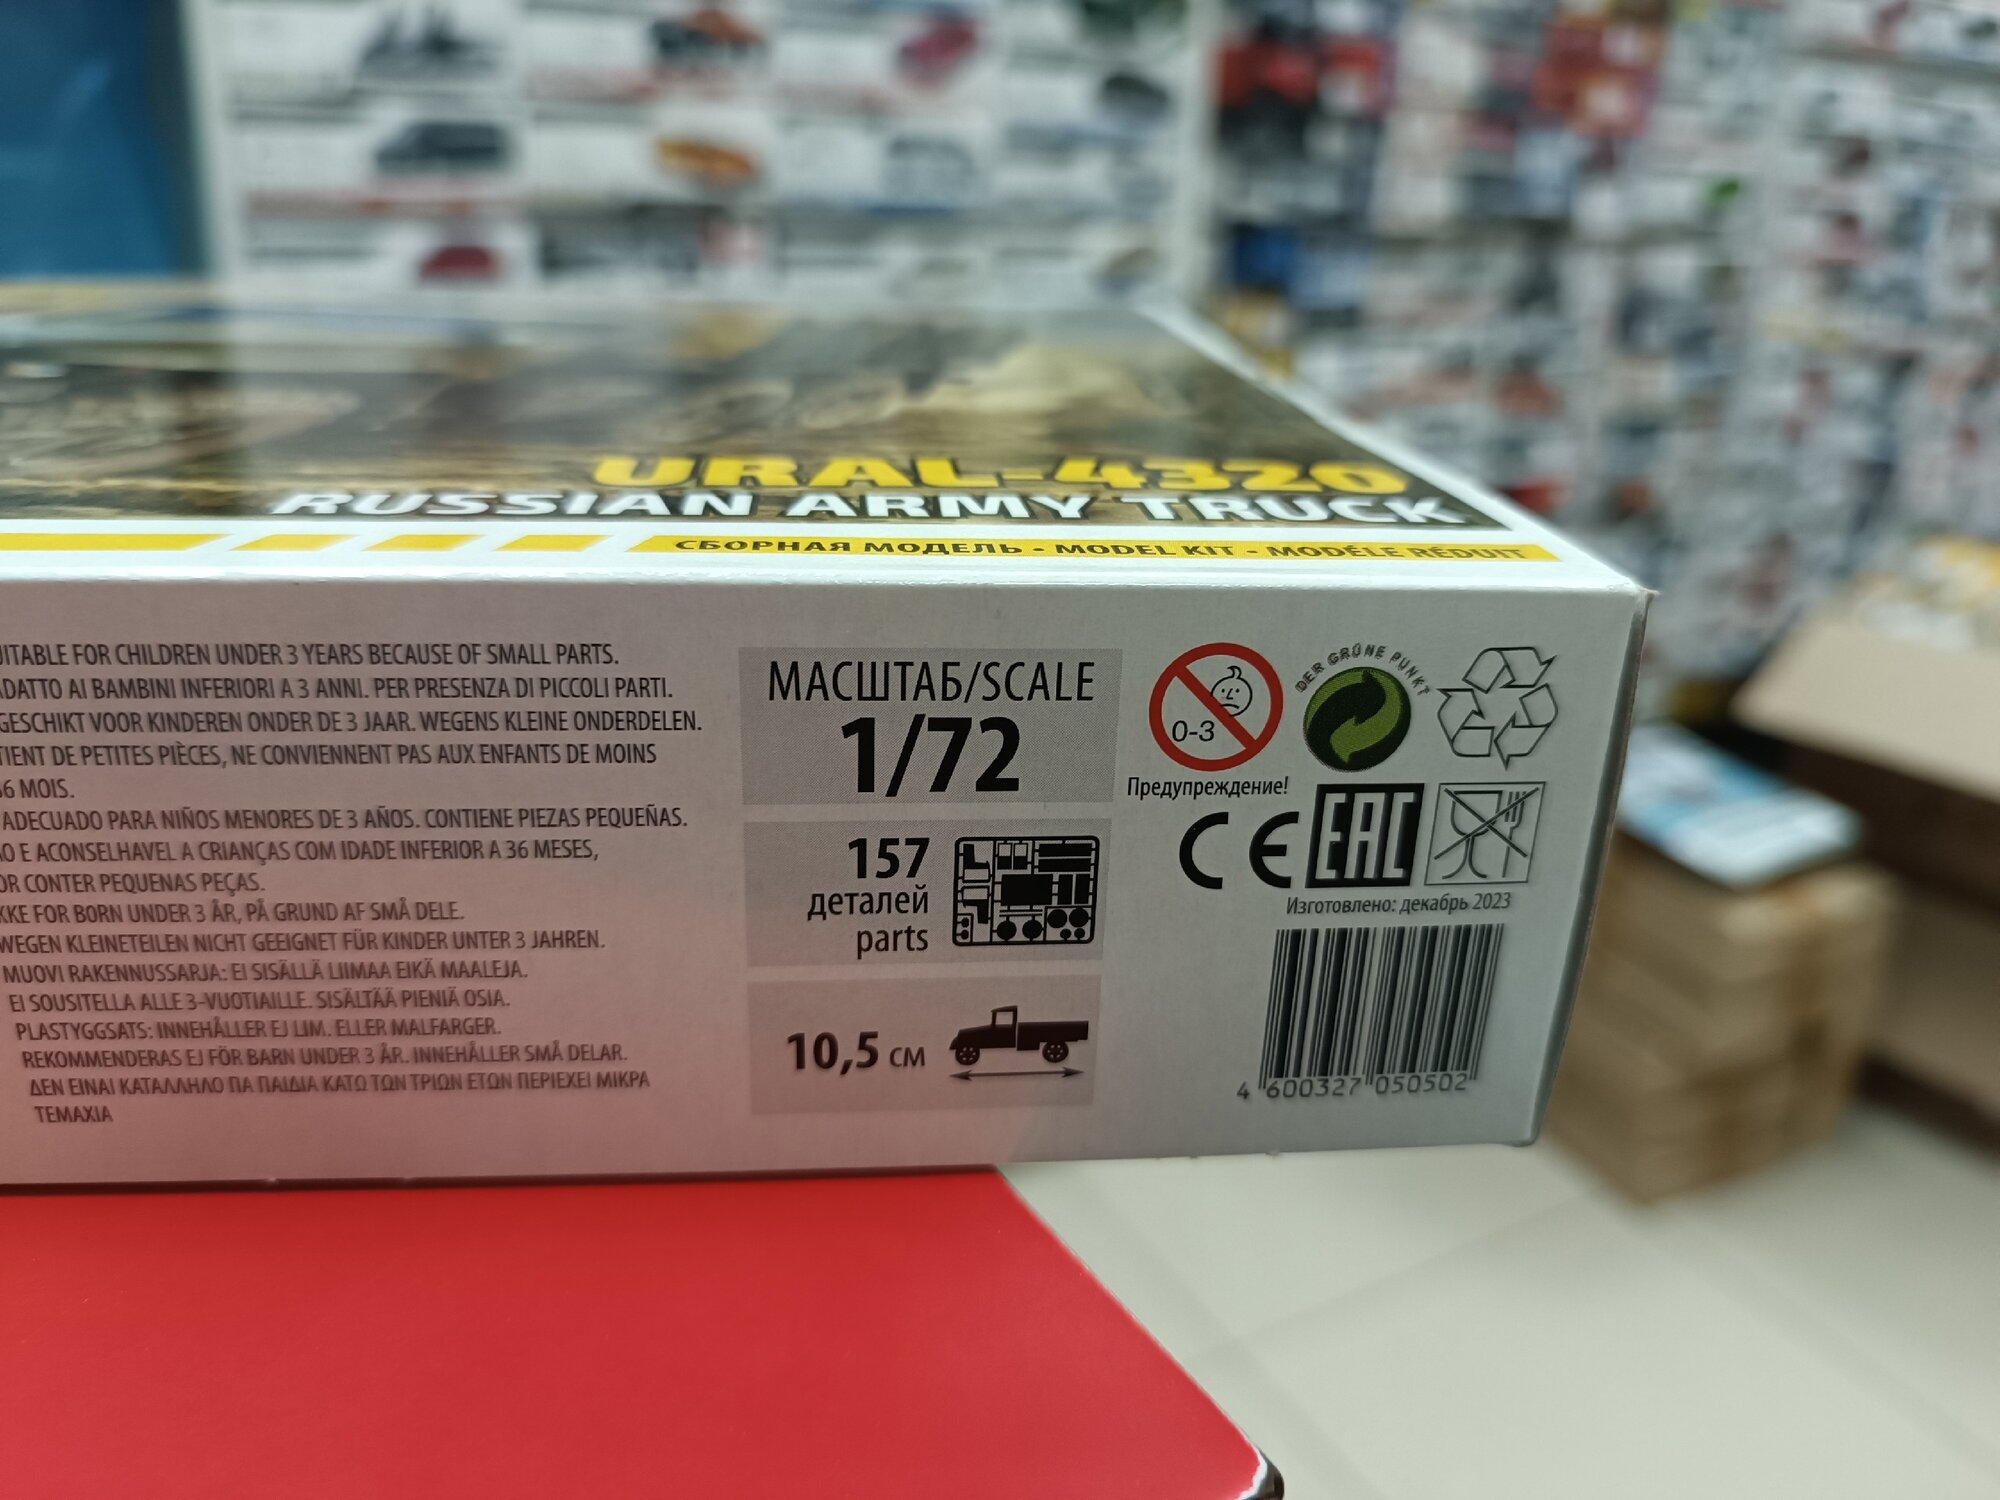 URAL-4320
RUSSIAN ARMY TRUCK
СБОРНАЯ МОДЕЛЬ • MODEL KIT • MODÈLE RÉDUIT
FOR CHILDREN UNDER 3 YEARS BECAUSE OF SMALL PARTS.
AI BAMBINI INFERIORI A 3 ANNI. PER PRESENZA DI PICCOLI PARTI.
GESCHIKT VOOR KINDEREN ONDER DE 3 JAAR. WEGENS KLEINE ONDERDELEN.
DE PETITES PIÈCES, NE CONVIENNENT PAS AUX ENFANTS DE MOINS
36 MOIS.
ADECUADO PARA NIÑOS MENORES DE 3 AÑOS. CONTIENE PIEZAS PEQUEÑAS.
E ACONSELHAVEL A CRIANÇAS COM IDADE INFERIOR A 36 MESES,
CONTER PEQUENAS PEÇAS.
FOR BØRN UNDER 3 ÅR, PÅ GRUND AF SMÅ DELE.
WEGEN KLEINETEILEN NICHT GEEIGNET FÜR KINDER UNTER 3 JAHREN.
MUOVI RAKENNUSSARJA: EI SISÄLLÄ LIIMAA EIKÄ MAALEJA.
EI SOUSITELLA ALLE 3-VUOTIAILLE. SISÄLTÄÄ PIENIÄ OSIA.
PLASTYGGSATS: INNEHÅLLER EJ LIM. ELLER MALFARGER.
REKOMMENDERAS EJ FÖR BARN UNDER 3 ÅR. INNEHÅLLER SMÅ DELAR.
ΔΕΝ ΕΙΝΑΙ ΚΑΤΑΛΛΗΛΟ ΓΙΑ ΠΑΙΔΙΑ ΚΑΤΩ ΤΩΝ ΤΡΙΩΝ ΕΤΩΝ ΠΕΡΙΕΧΕΙ ΜΙΚΡΑ
ΤΕΜΑΧΙΑ
МАСШТАБ/SCALE
1/72
157
деталей
parts
10,5 см
0-3
Предупреждение!
DER GRÜNE PUNKT
CE
EAC
Изготовлено: декабрь 2023
4 600327 050502